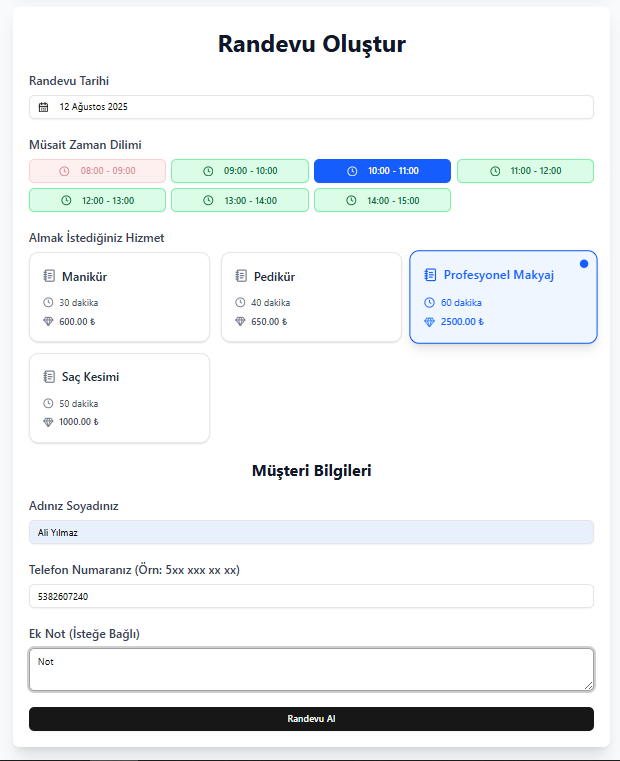 Randevu Oluştur
Randevu Tarihi
12 Ağustos 2025
Müsait Zaman Dilimi
08:00 - 09:00
09:00 - 10:00
10:00 - 11:00
11:00 - 12:00
12:00 - 13:00
13:00 - 14:00
14:00 - 15:00
Almak İstediğiniz Hizmet
Manikür
30 dakika
600.00 ₺
Pedikür
40 dakika
650.00 ₺
Profesyonel Makyaj
60 dakika
2500.00 ₺
Saç Kesimi
50 dakika
1000.00 ₺
Müşteri Bilgileri
Adınız Soyadınız
Ali Yılmaz
Telefon Numaranız (Örn: 5xx xxx xx xx)
5382607240
Ek Not (İsteğe Bağlı)
Not
Randevu Al